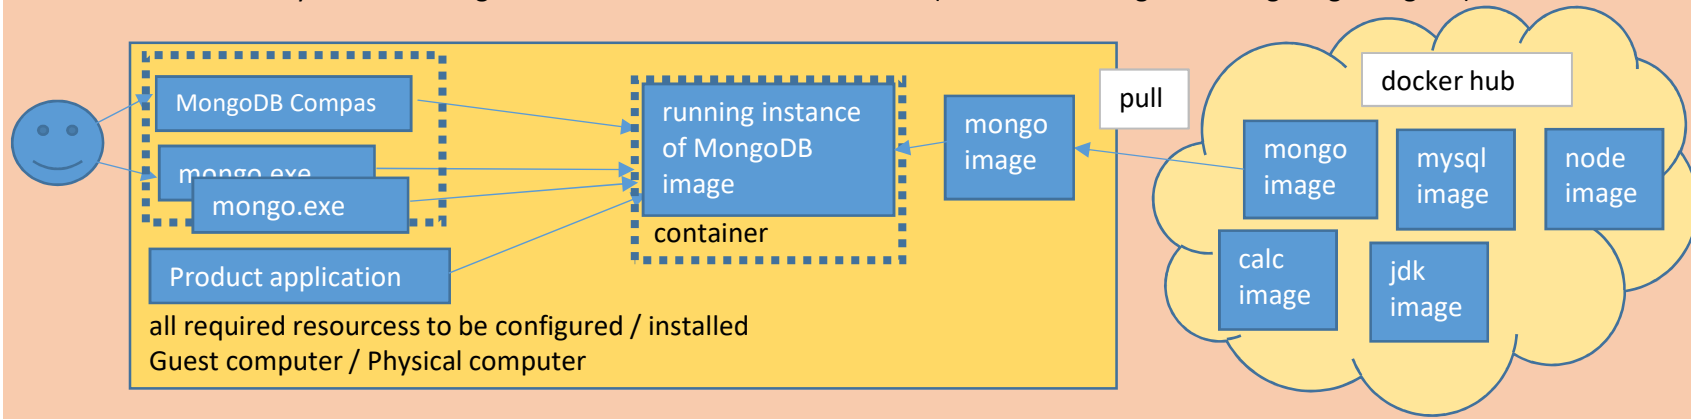 MongoDB Compas
mongo.exe
mongo.exe
Product application
all required resourcess to be configured / installed
Guest computer / Physical computer
running instance
of MongoDB
image
container
mongo
image
pull
docker hub
mongo
image
mysql
image
node
image
calc
image
jdk
image